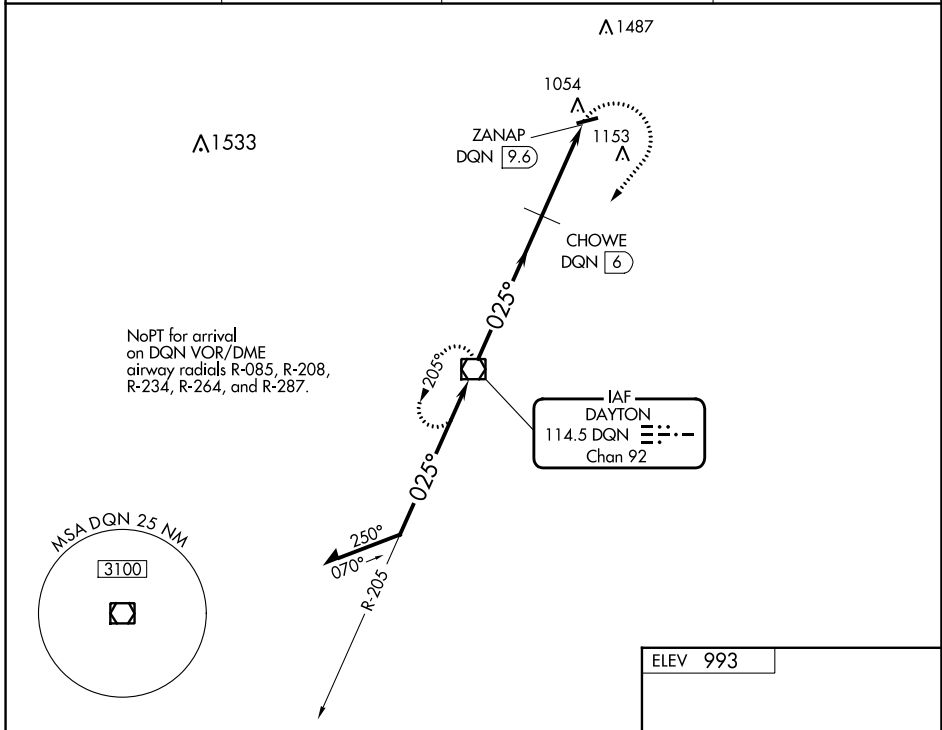 1487
1054
ZANAP
DQN 9.6
1153
1533
CHOWE
DQN 6
025°
NoPT for arrival
on DQN VOR/DME
airway radials R-085, R-208,
R-234, R-264, and R-287.
205°
IAF
DAYTON
114.5 DQN
Chan 92
025°
MSA DQN 25 NM
3100
250°
070°
R-205
ELEV 993